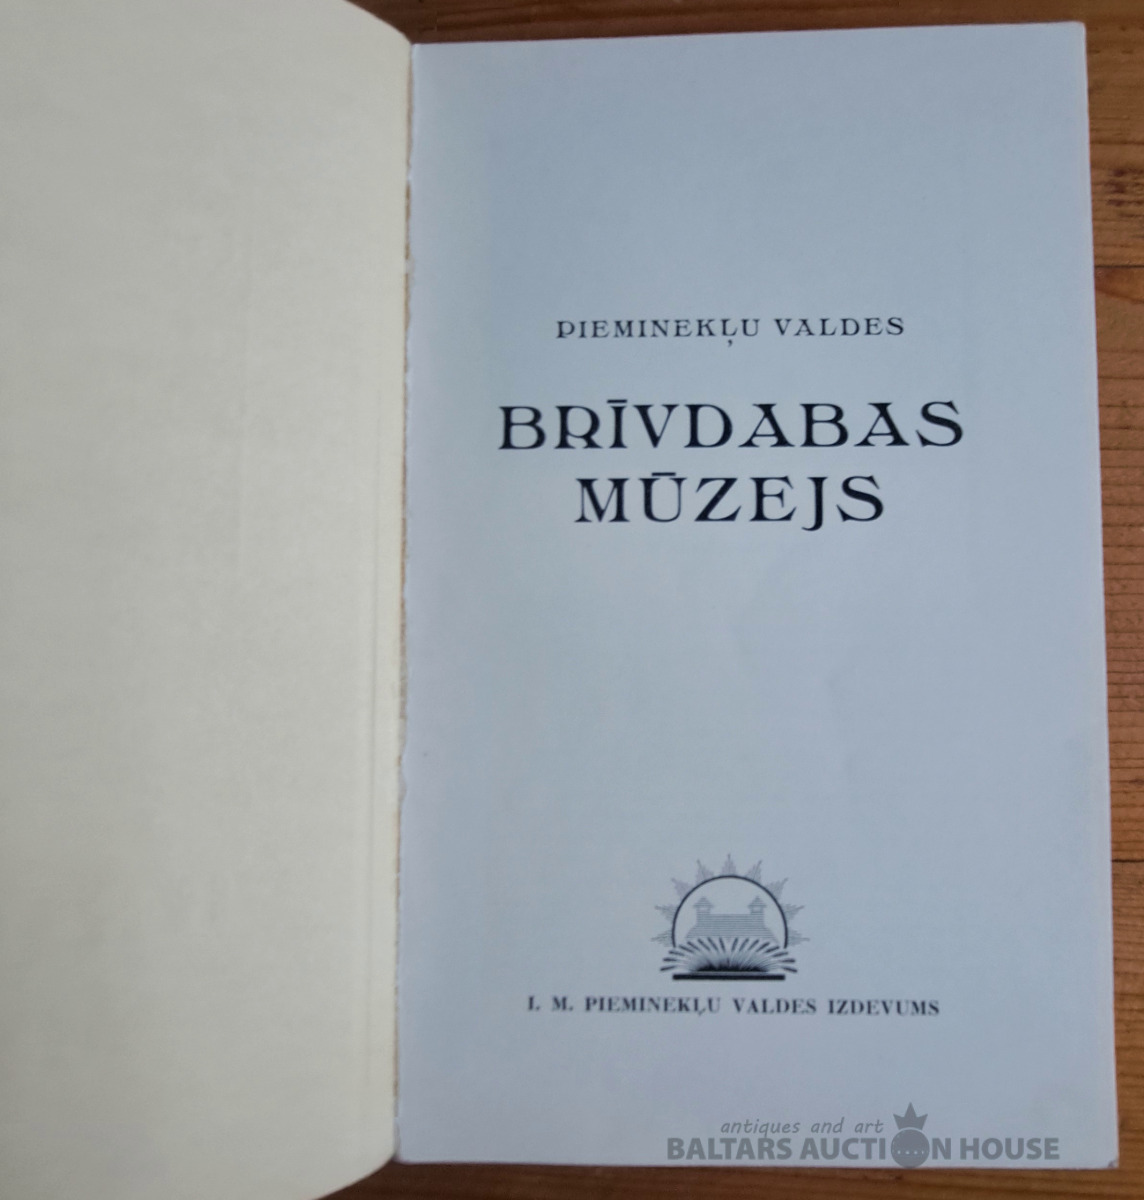 PIEMINEKĻU VALDES
BRĪVDABAS
MŪZEJS
I. M. PIEMINEKĻU VALDES IZDEVUMS
antiques and art
BALTARS AUCTION HOUSE